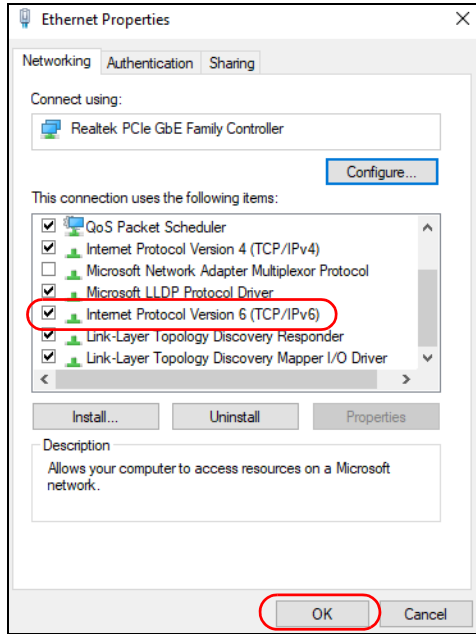 Ethernet Properties
Networking Authentication Sharing
Connect using:
Realtek PCIe GbE Family Controller
Configure...
This connection uses the following items:
QoS Packet Scheduler
Internet Protocol Version 4 (TCP/IPv4)
Microsoft Network Adapter Multiplexor Protocol
Microsoft LLDP Protocol Driver
Internet Protocol Version 6 (TCP/IPv6)
Link-Layer Topology Discovery Responder
Link-Layer Topology Discovery Mapper I/O Driver
Install... Uninstall Properties
Description
Allows your computer to access resources on a Microsoft
network.
OK Cancel